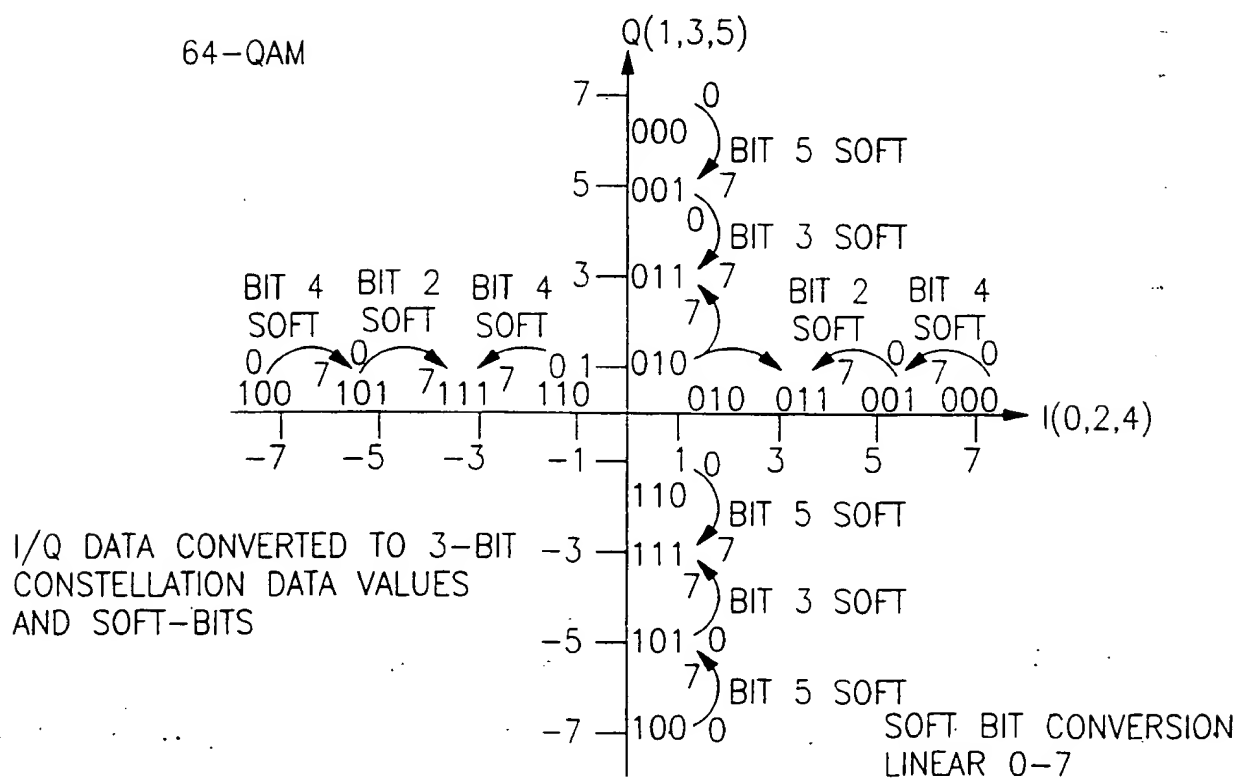 64-QAM
Q(1,3,5)
7
0
000
BIT 5 SOFT
5
001
7
0
BIT 3 SOFT
3
011
7
BIT 4
SOFT
BIT 2
SOFT
BIT 4
SOFT
7
BIT 2
SOFT
BIT 4
SOFT
0
7
0
7
7
0
1
010
7
0
7
0
100
101
111
110
010
011
001
000
I(0,2,4)
-7
-5
-3
-1
1
3
5
7
0
110
BIT 5 SOFT
I/Q DATA CONVERTED TO 3-BIT
CONSTELLATION DATA VALUES
AND SOFT-BITS
-3
111
7
7
BIT 3 SOFT
-5
101
0
7
BIT 5 SOFT
-7
100
0
SOFT BIT CONVERSION
LINEAR 0-7